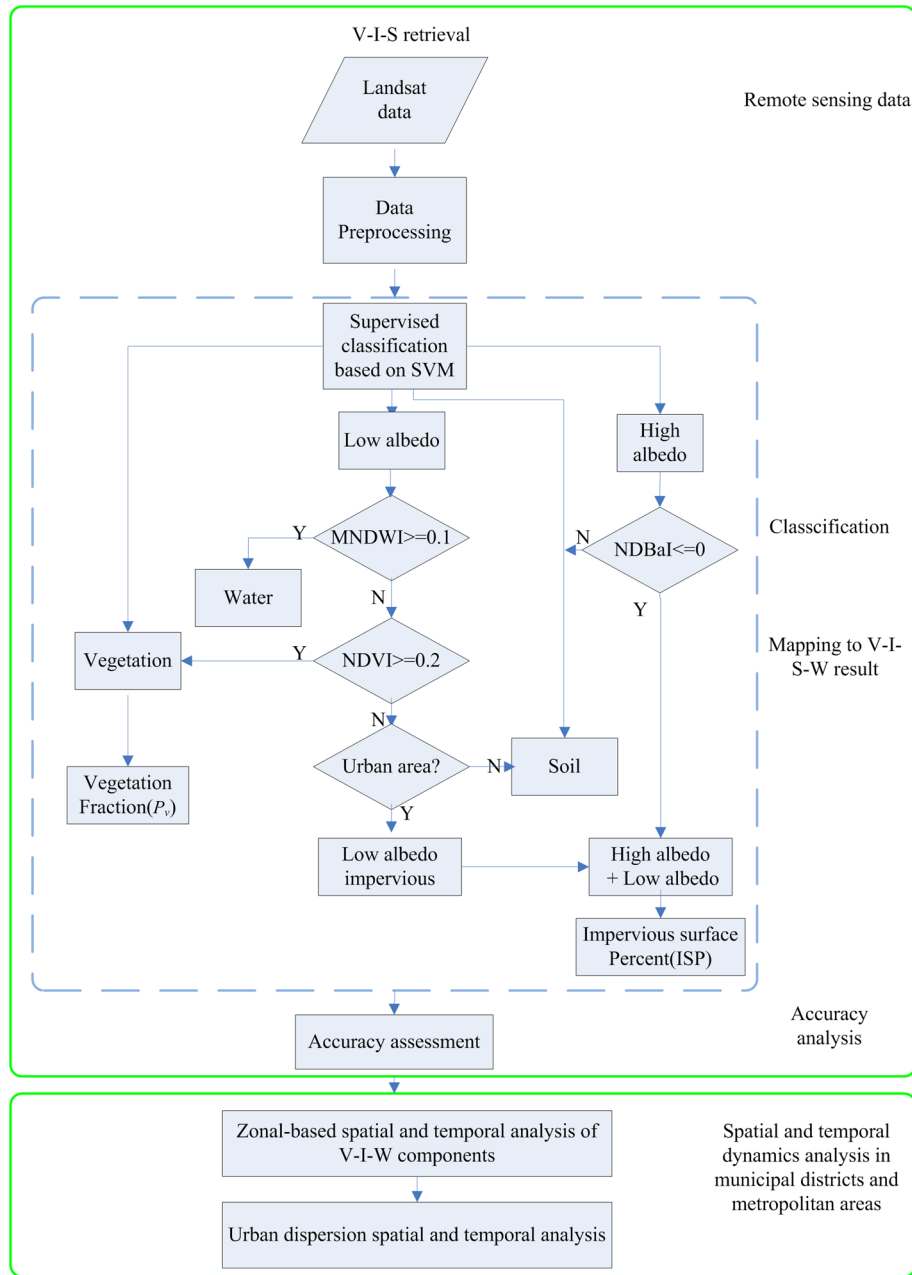 V-I-S retrieval
Landsat
data
Remote sensing data
Data
Preprocessing
Supervised
classification
based on SVM
Low albedo
High
albedo
MNDWI>=0.1
Y
N
NDBaI<=0
N
Y
Classcification
Water
Vegetation
NDVI>=0.2
Y
N
Mapping to V-I-
S-W result
Urban area?
N
Y
Soil
Vegetation
Fraction(Pv)
Low albedo
impervious
High albedo
+ Low albedo
Impervious surface
Percent(ISP)
Accuracy
analysis
Accuracy assessment
Zonal-based spatial and temporal analysis of
V-I-W components
Urban dispersion spatial and temporal analysis
Spatial and temporal
dynamics analysis in
municipal districts and
metropolitan areas